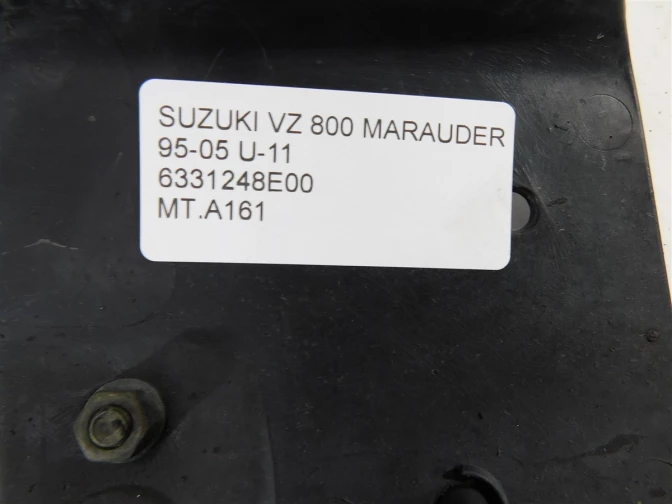 SUZUKI VZ 800 MARAUDER
95-05 U-11
6331248E00
MT.A161